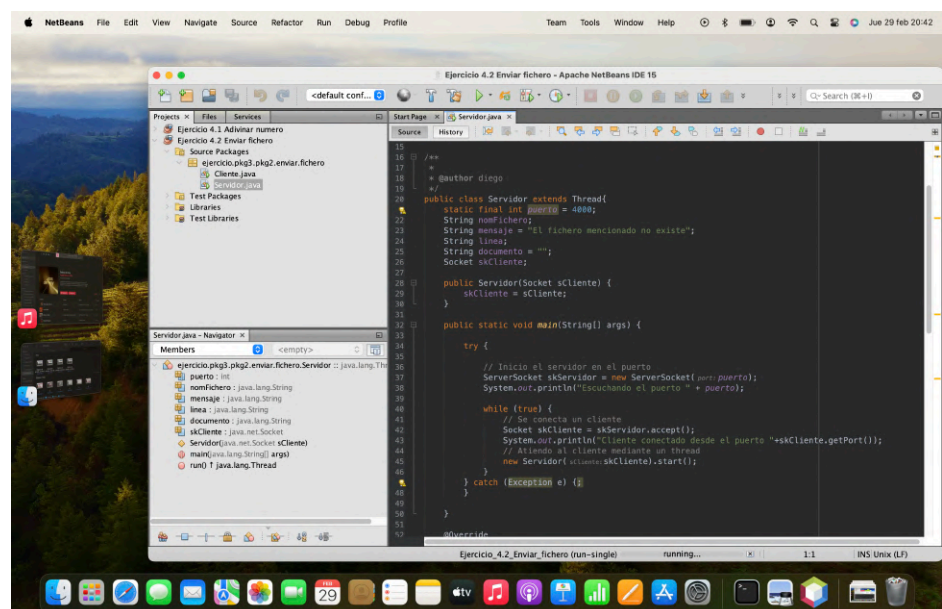 NetBeans File Edit View Navigate Source Refactor Run Debug Profile Team Tools Window Help Jue 29 feb 20:42
Ejercicio 4.2 Enviar fichero - Apache NetBeans IDE 15
<default conf... Search (⌘+I)
Projects × Files Services
Start Page × Servidor.java ×
Source History
Ejercicio 4.1 Adivinar numero
Ejercicio 4.2 Enviar fichero
Source Packages
ejercicio.pkg3.pkg2.enviar.fichero
Cliente.java
Servidor.java
Test Packages
Libraries
Test Libraries
Servidor.java - Navigator ×
Members <empty>
ejercicio.pkg3.pkg2.enviar.fichero.Servidor :: java.lang.Thr
puerto : int
nomFichero : java.lang.String
mensaje : java.lang.String
linea : java.lang.String
documento : java.lang.String
skCliente : java.net.Socket
Servidor(java.net.Socket sCliente)
main(java.lang.String[] args)
run() ↑ java.lang.Thread
15
16 /**
17 *
18 * @author diego
19 */
20 public class Servidor extends Thread{
static final int puerto = 4000;
22 String nomFichero;
23 String mensaje = "El fichero mencionado no existe";
24 String linea;
25 String documento = "";
26 Socket skCliente;
27
28 public Servidor(Socket sCliente) {
29 skCliente = sCliente;
30 }
31
32 public static void main(String[] args) {
33
34 try {
35
36 // Inicio el servidor en el puerto
37 ServerSocket skServidor = new ServerSocket( port: puerto);
38 System.out.println("Escuchando el puerto " + puerto);
39
40 while (true) {
41 // Se conecta un cliente
42 Socket skCliente = skServidor.accept();
43 System.out.println("Cliente conectado desde el puerto "+skCliente.getPort());
44 // Atiendo al cliente mediante un thread
45 new Servidor( sCliente: skCliente).start();
46 }
} catch (Exception e) {;
48 }
49
50 }
51
52 @Override
Ejercicio_4.2_Enviar_fichero (run-single) running... 1:1 INS Unix (LF)
FEB
29
tv